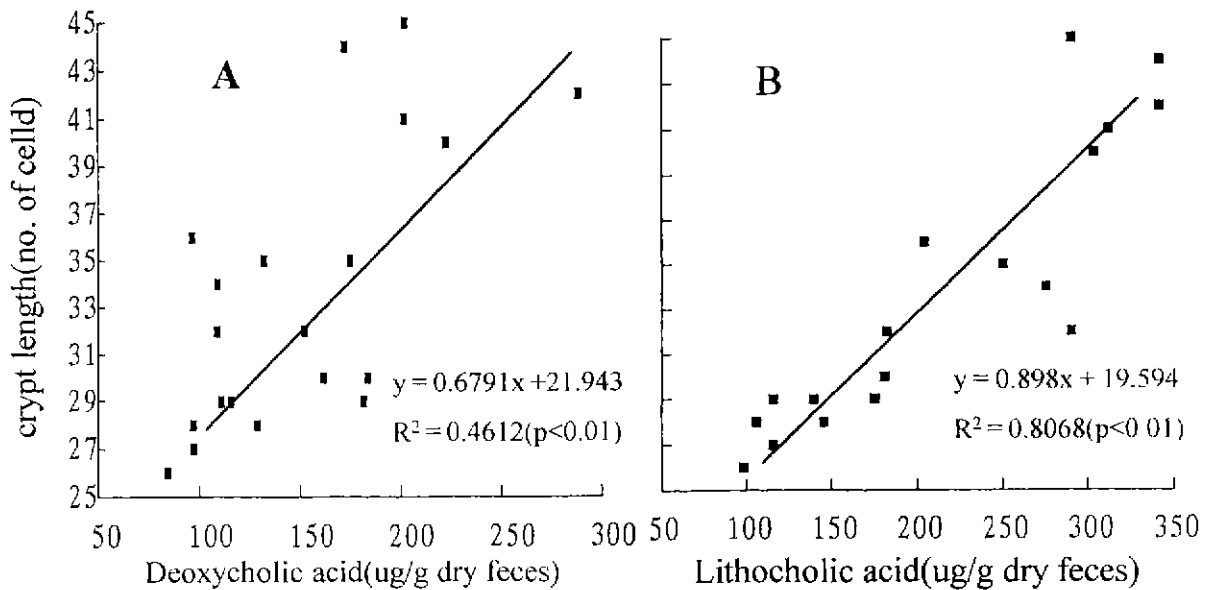 A
B
crypt length(no. of celld)
45
43
41
39
37
35
33
31
29
27
25
y = 0.6791x +21.943
R² = 0.4612(p<0.01)
y = 0.898x + 19.594
R² = 0.8068(p<0 01)
50 100 150 200 250 300
50 100 150 200 250 300 350
Deoxycholic acid(ug/g dry feces)
Lithocholic acid(ug/g dry feces)